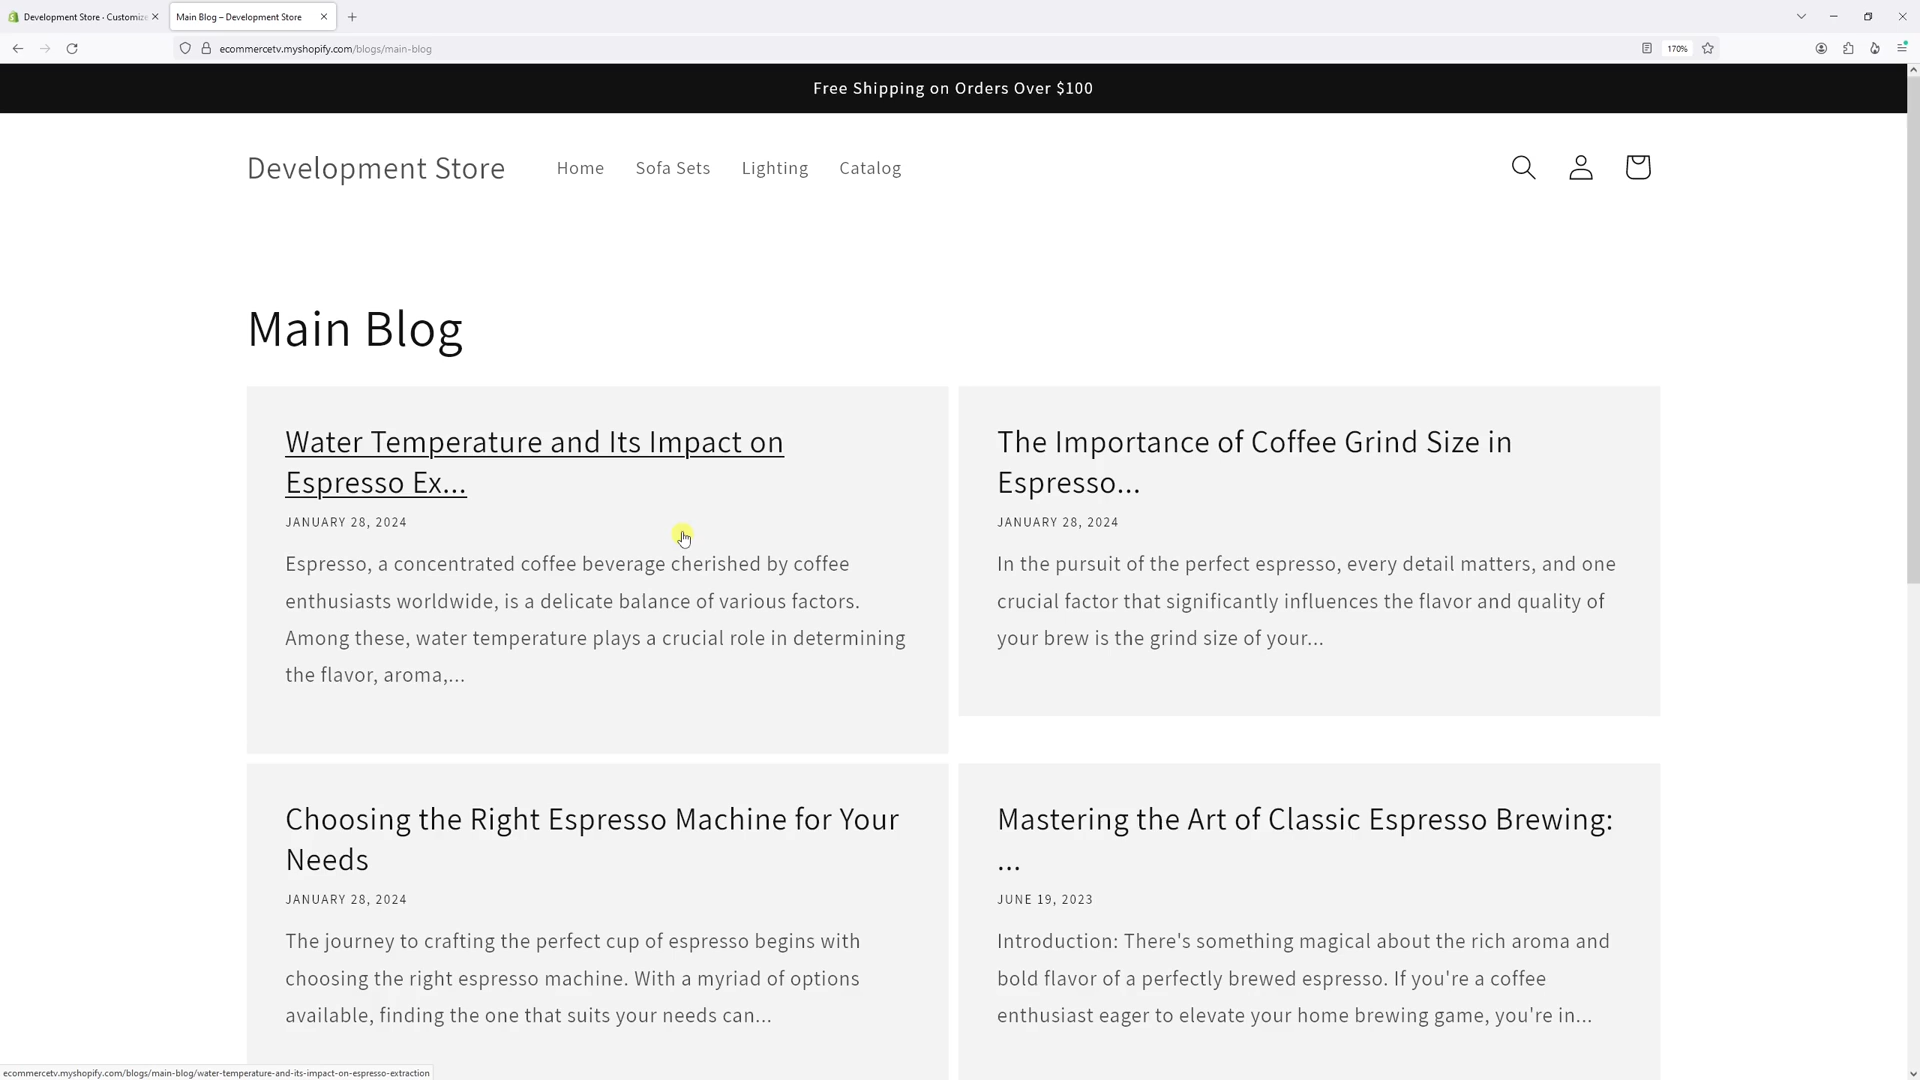 Development Store · Customize
Main Blog – Development Store
ecommercetv.myshopify.com/blogs/main-blog
170%
Free Shipping on Orders Over $100
Development Store
Home
Sofa Sets
Lighting
Catalog
Main Blog
Water Temperature and Its Impact on
Espresso Ex...
JANUARY 28, 2024
Espresso, a concentrated coffee beverage cherished by coffee
enthusiasts worldwide, is a delicate balance of various factors.
Among these, water temperature plays a crucial role in determining
the flavor, aroma,...
The Importance of Coffee Grind Size in
Espresso...
JANUARY 28, 2024
In the pursuit of the perfect espresso, every detail matters, and one
crucial factor that significantly influences the flavor and quality of
your brew is the grind size of your...
Choosing the Right Espresso Machine for Your
Needs
JANUARY 28, 2024
The journey to crafting the perfect cup of espresso begins with
choosing the right espresso machine. With a myriad of options
available, finding the one that suits your needs can...
Mastering the Art of Classic Espresso Brewing:
...
JUNE 19, 2023
Introduction: There's something magical about the rich aroma and
bold flavor of a perfectly brewed espresso. If you're a coffee
enthusiast eager to elevate your home brewing game, you're in...
ecommercetv.myshopify.com/blogs/main-blog/water-temperature-and-its-impact-on-espresso-extraction